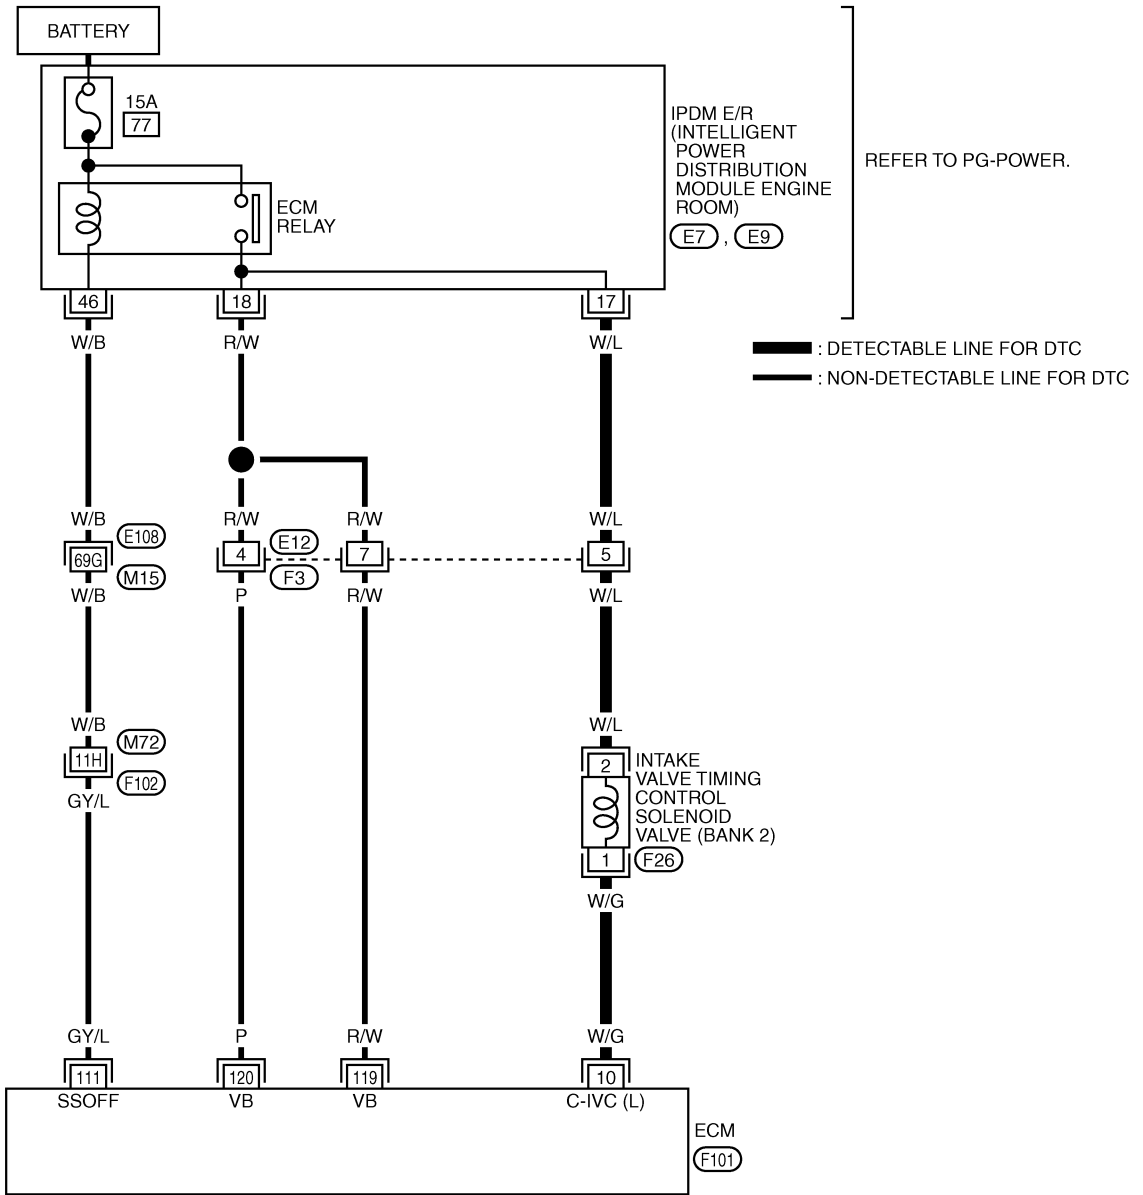 BATTERY
15A
77
IPDM E/R
(INTELLIGENT
POWER
DISTRIBUTION
MODULE ENGINE
ROOM)
E7 , E9
REFER TO PG-POWER.
ECM
RELAY
46 18 17
W/B R/W W/L
: DETECTABLE LINE FOR DTC
: NON-DETECTABLE LINE FOR DTC
W/B R/W R/W W/L
E108 E12
69G 4 7 5
M15 F3
W/B P R/W W/L
W/B W/L
M72
11H
F102
GY/L
2
INTAKE
VALVE TIMING
CONTROL
SOLENOID
VALVE (BANK 2)
1 F26
W/G
GY/L P R/W W/G
111 120 119 10
SSOFF VB VB C-IVC (L)
ECM
F101